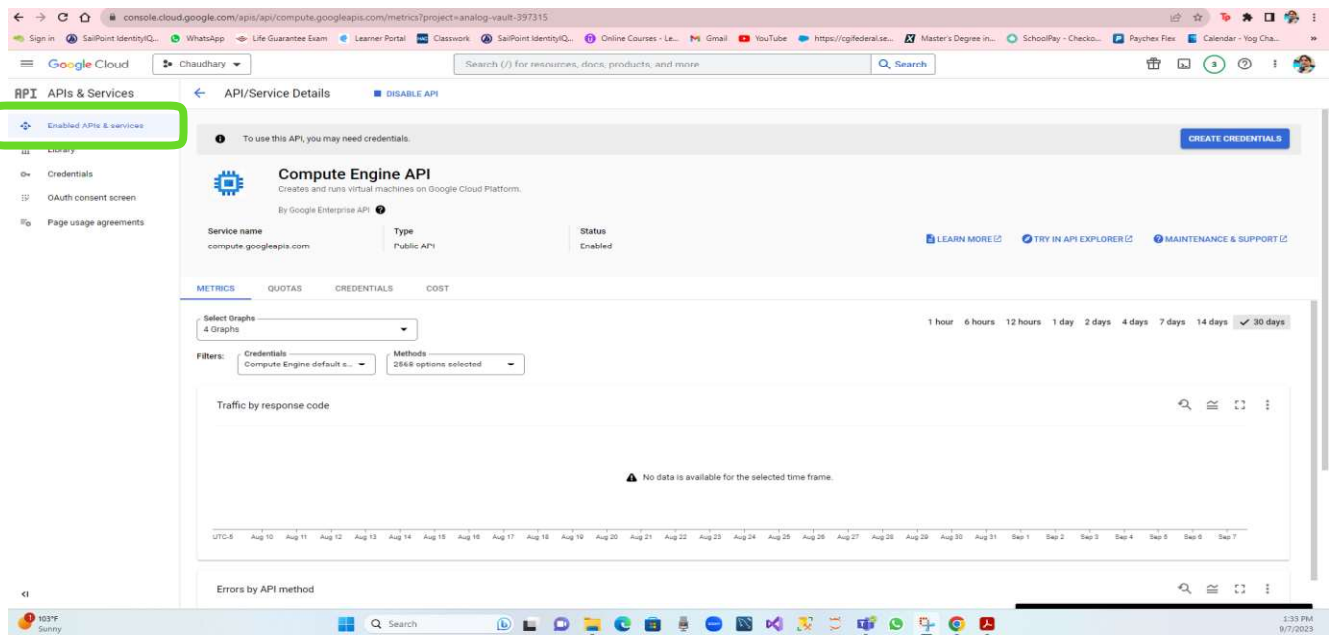 console.cloud.google.com/apis/api/compute.googleapis.com/metrics?project=analog-vault-397315
Sign in SailPoint IdentityIQ... WhatsApp Life Guarantee Exam Learner Portal Classwork SailPoint IdentityIQ... Online Courses - Le... Gmail YouTube https://cgifederal.se... Master's Degree in... SchoolPay - Checko... Paychex Flex Calendar - Yog Cha... »
Google Cloud Chaudhary Search (/) for resources, docs, products, and more Search 3
API APIs & Services API/Service Details DISABLE API
Enabled APIs & services
To use this API, you may need credentials. CREATE CREDENTIALS
Library
Credentials
OAuth consent screen
Page usage agreements
Compute Engine API
Creates and runs virtual machines on Google Cloud Platform.
By Google Enterprise API
Service name Type Status
compute.googleapis.com Public API Enabled
LEARN MORE TRY IN API EXPLORER MAINTENANCE & SUPPORT
METRICS QUOTAS CREDENTIALS COST
Select Graphs
4 Graphs
1 hour 6 hours 12 hours 1 day 2 days 4 days 7 days 14 days 30 days
Filters: Credentials Methods
Compute Engine default s... 2568 options selected
Traffic by response code
No data is available for the selected time frame.
UTC-5 Aug 10 Aug 11 Aug 12 Aug 13 Aug 14 Aug 15 Aug 16 Aug 17 Aug 18 Aug 19 Aug 20 Aug 21 Aug 22 Aug 23 Aug 24 Aug 25 Aug 26 Aug 27 Aug 28 Aug 29 Aug 30 Aug 31 Sep 1 Sep 2 Sep 3 Sep 4 Sep 5 Sep 6 Sep 7
Errors by API method
103°F
Sunny
Search
1:33 PM
9/7/2023